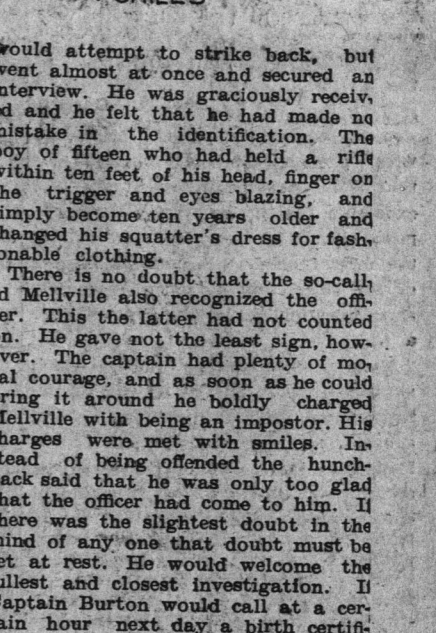 would attempt to strike back, but
went almost at once and secured an
nterview. He was graciously receiv,
d and he felt that he had made no
mistake in the identification. The
boy of fifteen who had held a rifle
within ten feet of his head, finger on
he trigger and eyes blazing, and
imply become ten years older and
hanged his squatter's dress for fash,
onable clothing.
There is no doubt that the so-call,
d Mellville also recognized the offi-
er. This the latter had not counted
n. He gave not the least sign, how-
ver. The captain had plenty of mo,
al courage, and as soon as he could
ring it around he boldly charged
Mellville with being an impostor. His
harges were met with smiles. In-
tead of being offended the hunch-
ack said that he was only too glad
hat the officer had come to him. If
here was the slightest doubt in the
mind of any one that doubt must be
et at rest. He would welcome the
ullest and closest investigation. If
Captain Burton would call at a cer-
ain hour next day a birth certifi-